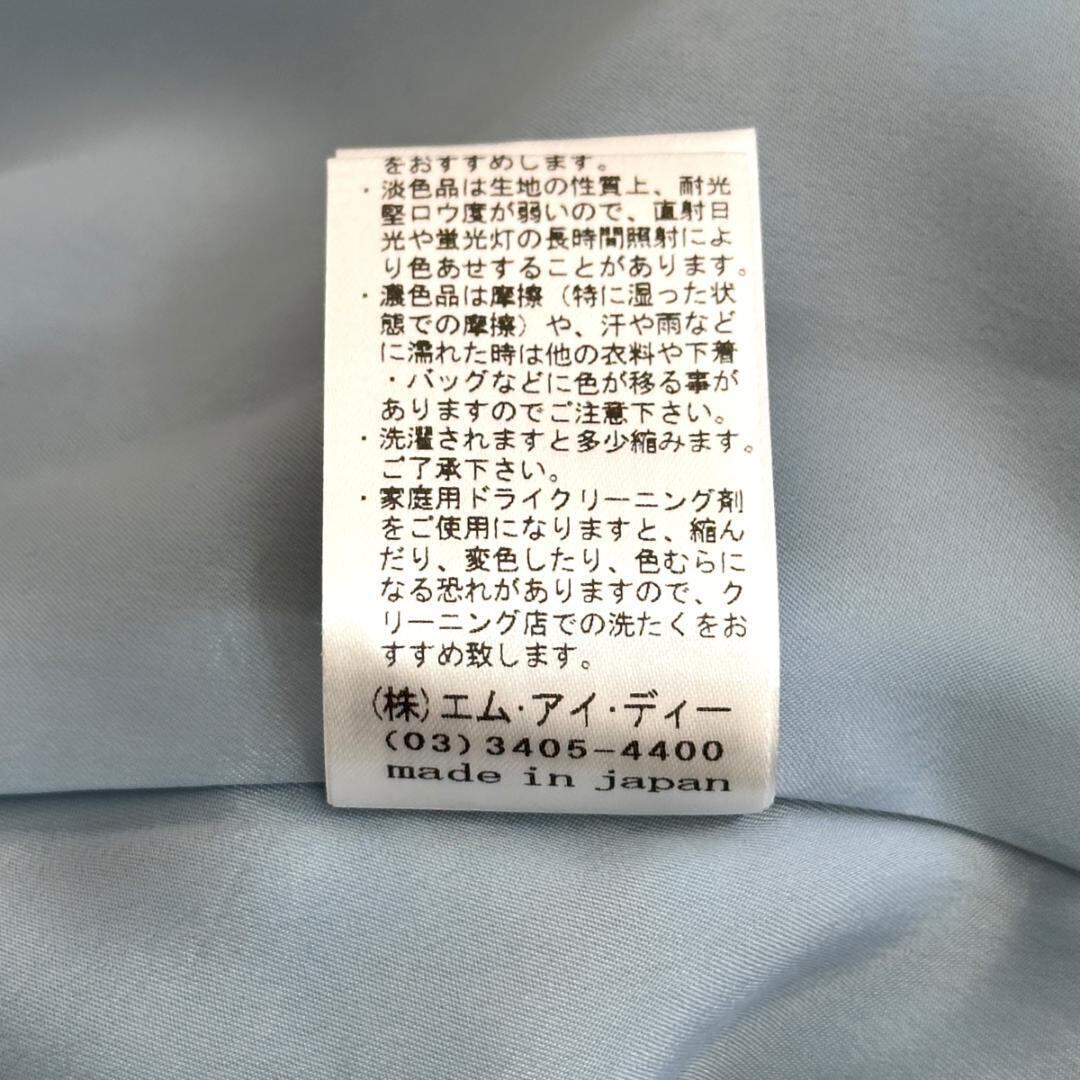 をおすすめします。
・淡色品は生地の性質上、耐光
堅ロウ度が弱いので、直射日
光や蛍光灯の長時間照射によ
り色あせすることがあります。
・濃色品は摩擦（特に湿った状
態での摩擦）や、汗や雨など
に濡れた時は他の衣料や下着
・バッグなどに色が移る事が
ありますのでご注意下さい。
・洗濯されますと多少縮みます。
ご了承下さい。
・家庭用ドライクリーニング剤
をご使用になりますと、縮ん
だり、変色したり、色むらに
なる恐れがありますので、ク
リーニング店での洗たくをお
すすめ致します。
(株)エム・アイ・ディー
(03)3405-4400
made in japan